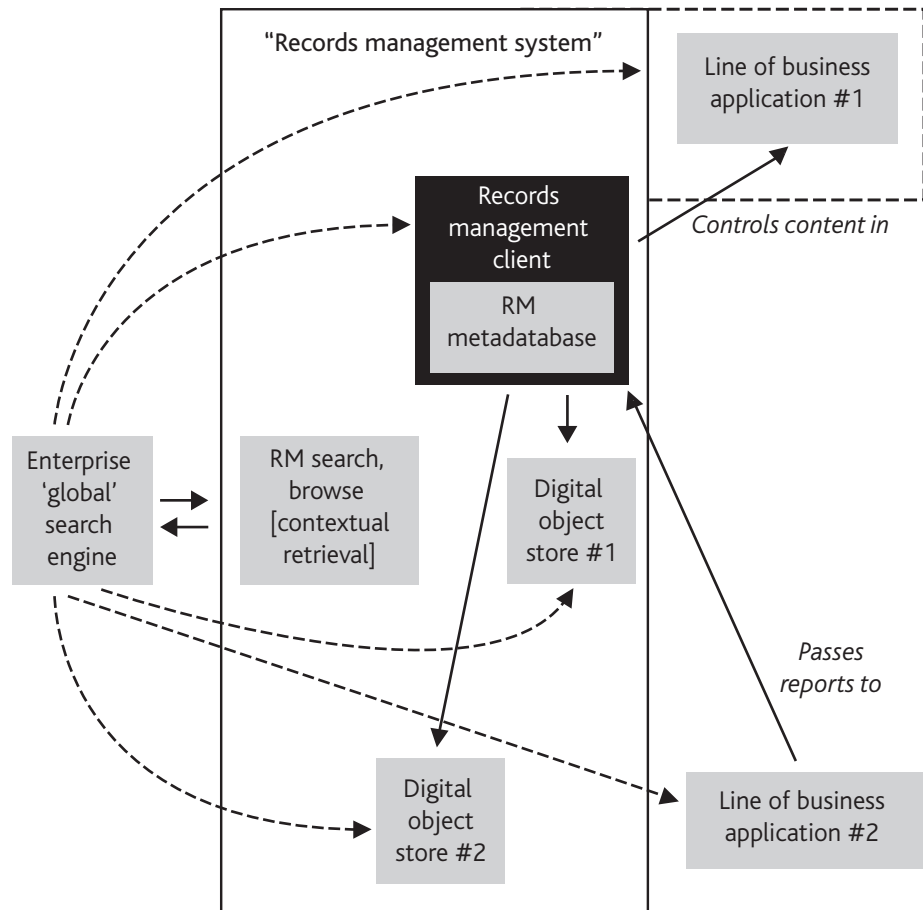 “Records management system”
Line of business
application #1
Records
management
client
Controls content in
RM
metadatabase
Enterprise
‘global’
search
engine
RM search,
browse
[contextual
retrieval]
Digital
object
store #1
Passes
reports to
Digital
object
store #2
Line of business
application #2